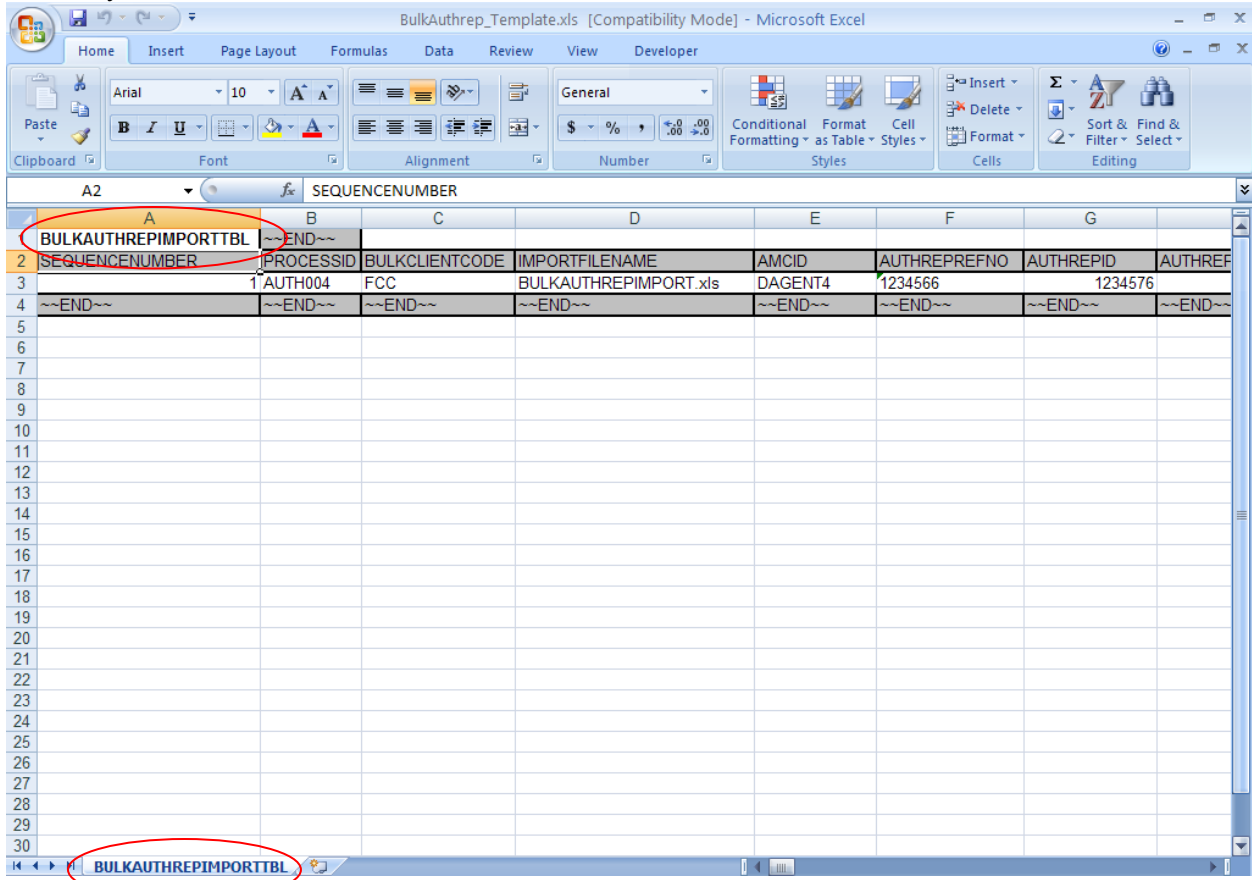 BulkAuthrep_Template.xls [Compatibility Mode] - Microsoft Excel
Home Insert Page Layout Formulas Data Review View Developer
Paste
Arial 10 A A
B I U A
General
$ % , .0 .00 .00 .0
Conditional Formatting
Format as Table
Cell Styles
Insert
Delete
Format
Σ
Sort & Filter
Find & Select
Clipboard Font Alignment Number Styles Cells Editing
A2 fx SEQUENCENUMBER
A B C D E F G
1 BULKAUTHREPIMPORTTBL ~~END~~
2 SEQUENCENUMBER PROCESSID BULKCLIENTCODE IMPORTFILENAME AMCID AUTHREPREFNO AUTHREPID AUTHREF
3 1 AUTH004 FCC BULKAUTHREPIMPORT.xls DAGENT4 1234566 1234576
4 ~~END~~ ~~END~~ ~~END~~ ~~END~~ ~~END~~ ~~END~~ ~~END~~ ~~END~~
5
6
7
8
9
10
11
12
13
14
15
16
17
18
19
20
21
22
23
24
25
26
27
28
29
30
BULKAUTHREPIMPORTTBL